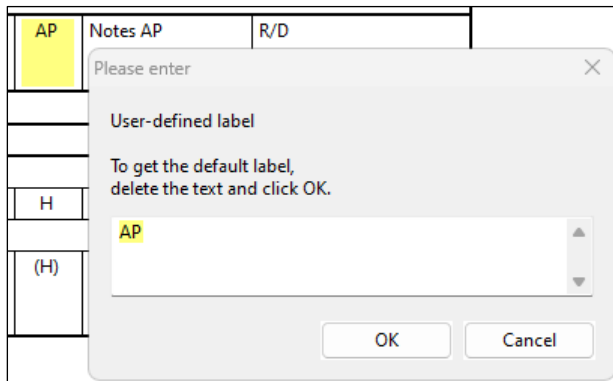 AP Notes AP R/D
Please enter
User-defined label
To get the default label,
delete the text and click OK.
AP
H
(H)
OK Cancel